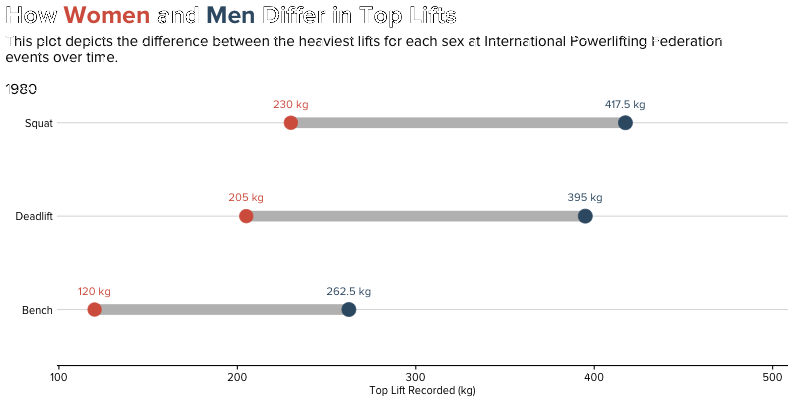 How Women and Men Differ in Top Lifts
This plot depicts the difference between the heaviest lifts for each sex at International Powerlifting Federation
events over time.
1980
230 kg 417.5 kg
Squat
205 kg 395 kg
Deadlift
120 kg 262.5 kg
Bench
100 200 300 400 500
Top Lift Recorded (kg)